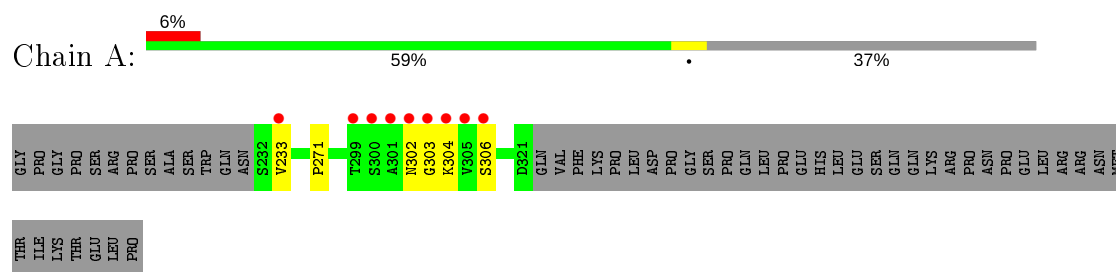 6%
Chain A:
59% • 37%
GLY PRO GLY PRO SER ARG PRO SER ALA SER TRP GLN ASN S232 V233 P271 T299 S300 A301 N302 G303 K304 V305 S306 D321 GLN VAL PHE LYS PRO LEU ASP PRO GLY SER PRO GLN LEU PRO GLU HIS LEU GLU SER GLN GLN LYS ARG PRO ASN PRO GLU LEU ARG ARG ASN MET
THR ILE LYS THR GLU LEU PRO